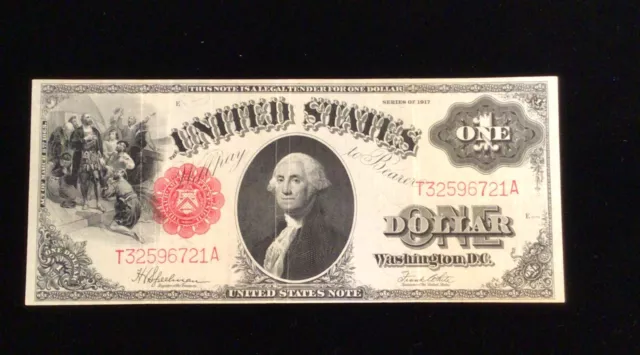 THIS NOTE IS A LEGAL TENDER FOR ONE DOLLAR
SERIES OF 1917
UNITED STATES
ONE
Will pay to Bearer
T32596721A
T32596721A
ONE
DOLLAR
Washington, D.C.
UNITED STATES NOTE